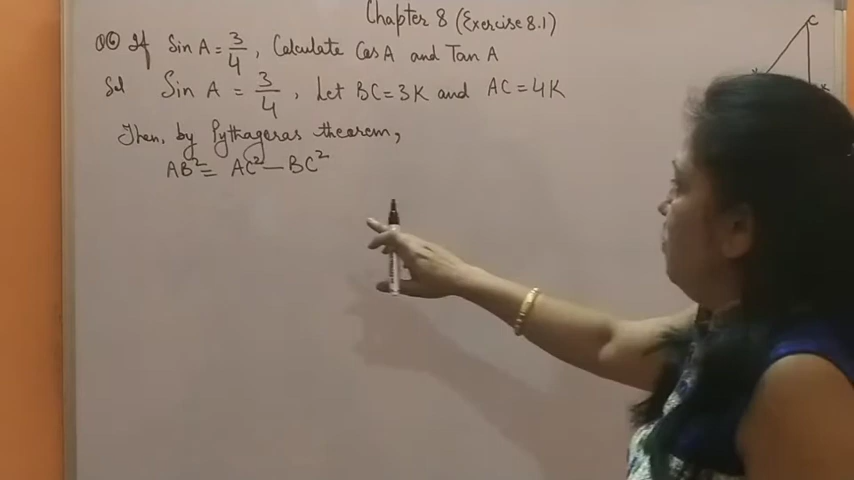 Chapter 8 (Exercise 8.1)
Q③ If Sin A = 3/4, Calculate Cos A and Tan A
Sol Sin A = 3/4, Let BC = 3K and AC = 4K
Then, by Pythagoras theorem,
AB² = AC² — BC²
C